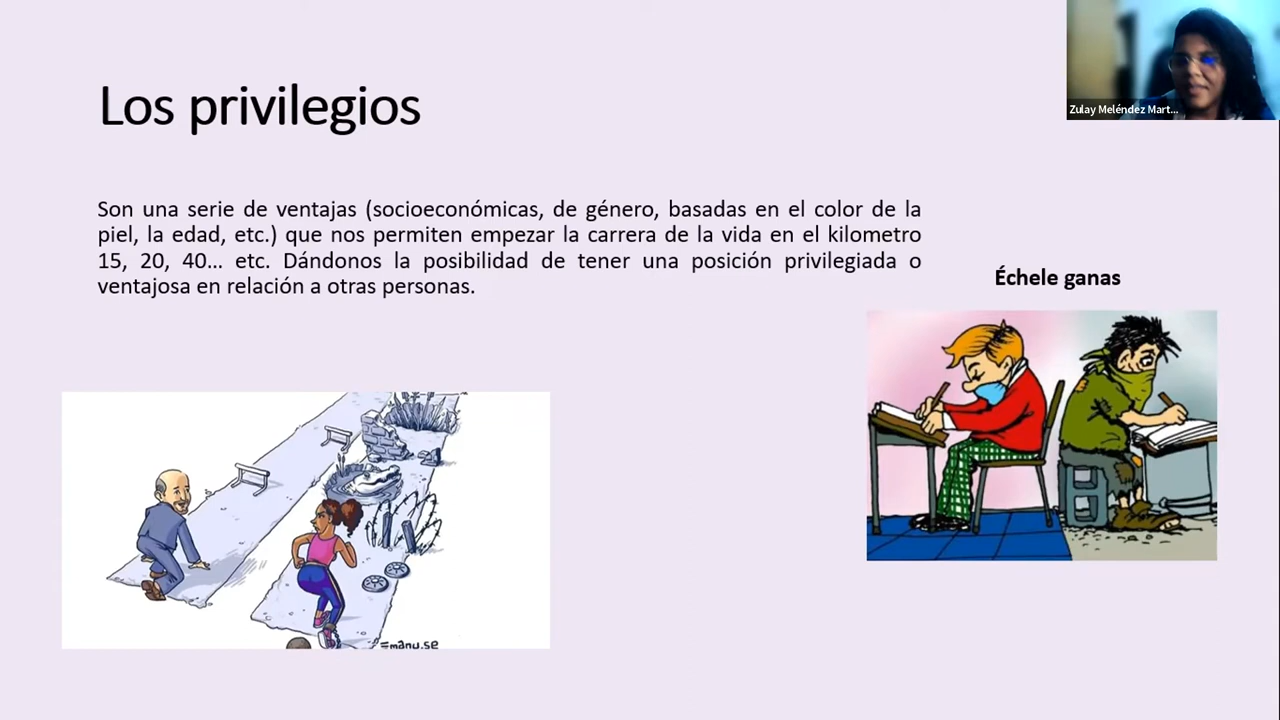 Los privilegios
Zulay Meléndez Mart...
Son una serie de ventajas (socioeconómicas, de género, basadas en el color de la
piel, la edad, etc.) que nos permiten empezar la carrera de la vida en el kilometro
15, 20, 40... etc. Dándonos la posibilidad de tener una posición privilegiada o
ventajosa en relación a otras personas.
Échele ganas
Emanu.se